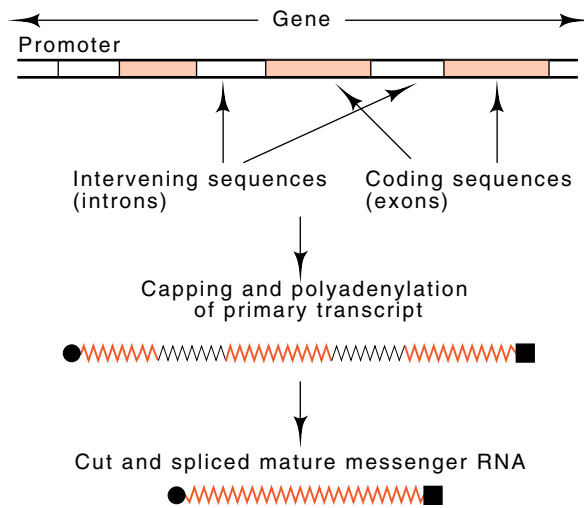 Gene
Promoter
Intervening sequences
(introns)
Coding sequences
(exons)
Capping and polyadenylation
of primary transcript
Cut and spliced mature messenger RNA